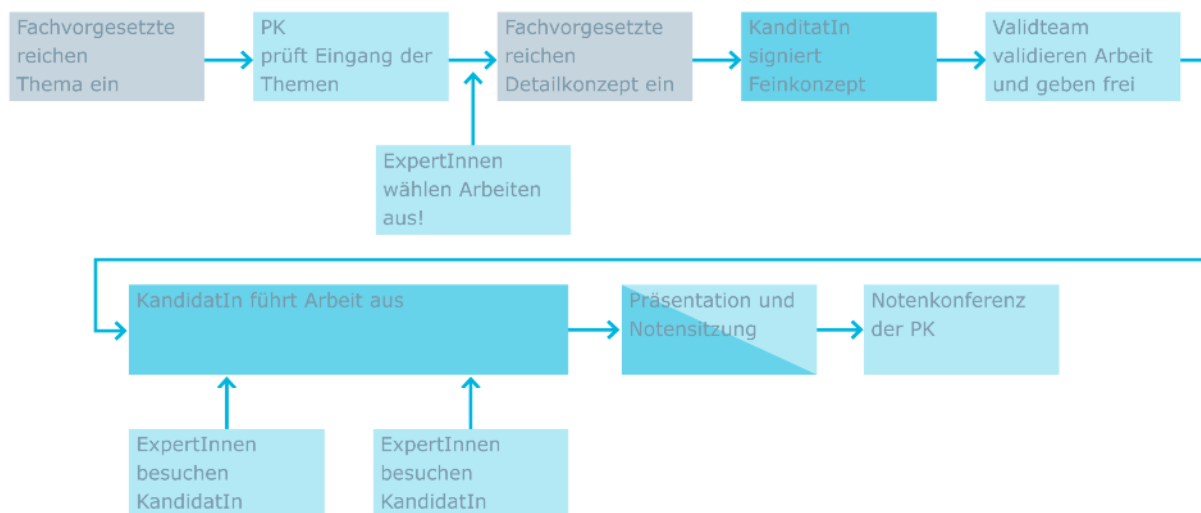 Fachvorgesetzte
reichen
Thema ein
PK
prüft Eingang der
Themen
Fachvorgesetzte
reichen
Detailkonzept ein
KanditatIn
signiert
Feinkonzept
Validteam
validieren Arbeit
und geben frei
ExpertInnen
wählen Arbeiten
aus!
KandidatIn führt Arbeit aus
Präsentation und
Notensitzung
Notenkonferenz
der PK
ExpertInnen
besuchen
KandidatIn
ExpertInnen
besuchen
KandidatIn